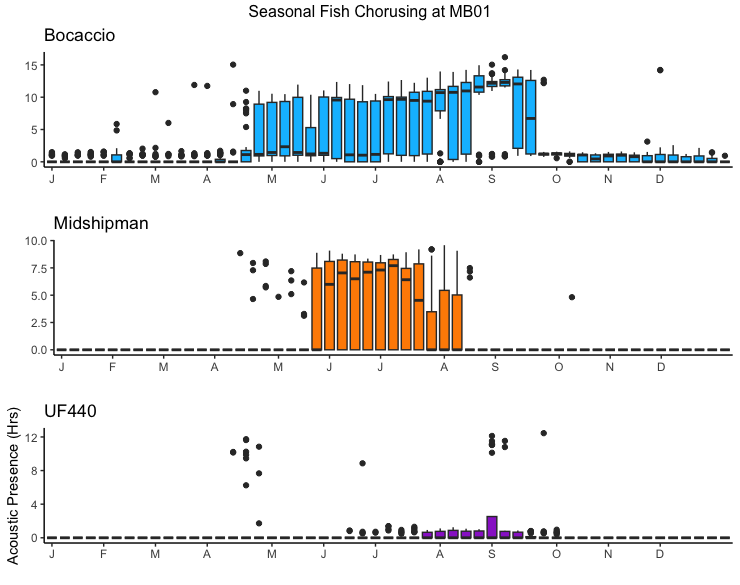 Seasonal Fish Chorusing at MB01
Bocaccio
15
10
5
0
J F M A M J J A S O N D
Midshipman
10.0
7.5
5.0
2.5
0.0
J F M A M J J A S O N D
UF440
12
8
4
0
J F M A M J J A S O N D
Acoustic Presence (Hrs)